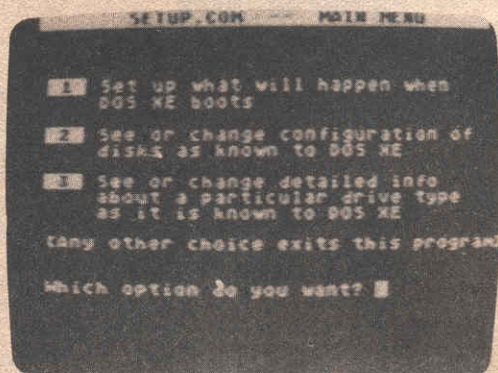 SETUP.COM -- MAIN MENU
1 Set up what will happen when
DOS XE boots
2 See or change configuration of
disks as known to DOS XE
3 See or change detailed info
about a particular drive type
as it is known to DOS XE
(Any other choice exits this program
Which option do you want?